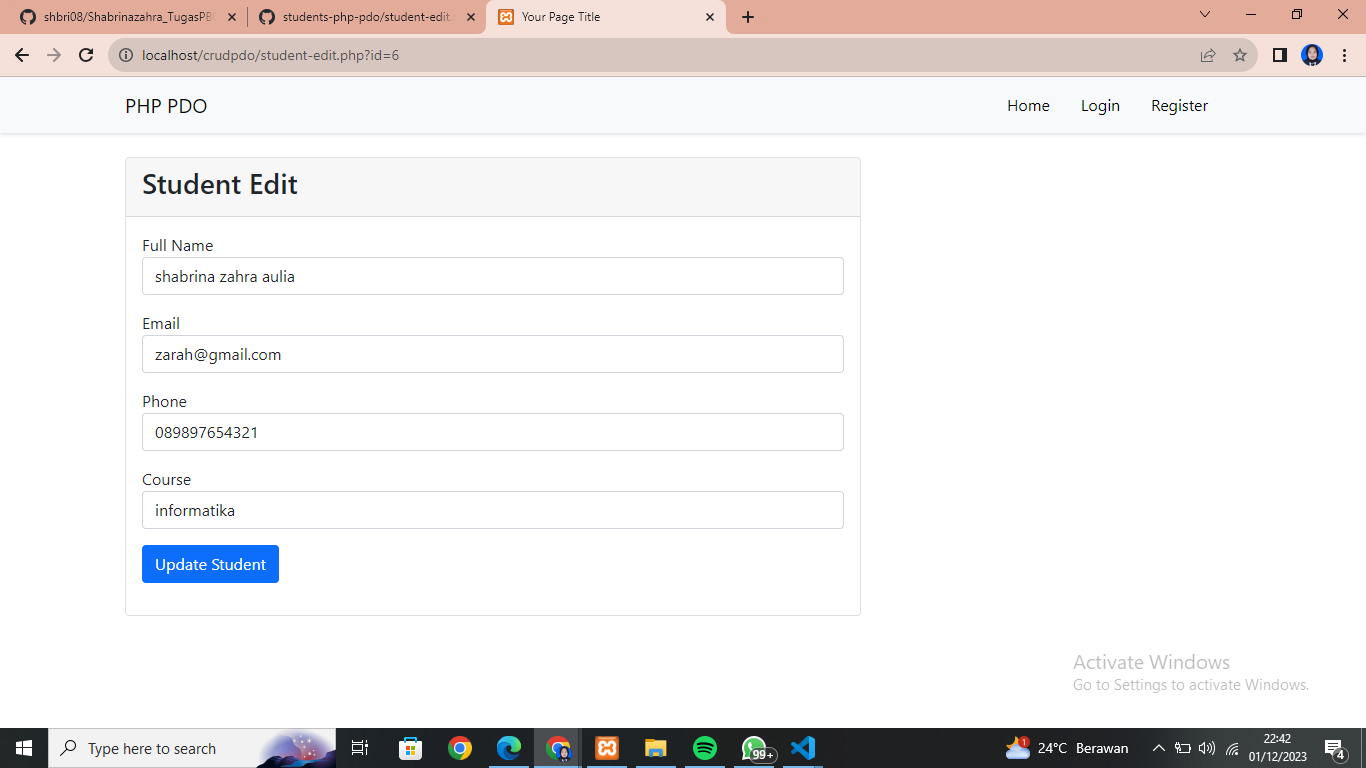 shbri08/Shabrinazahra_TugasPB
students-php-pdo/student-edit.
Your Page Title
localhost/crudpdo/student-edit.php?id=6
PHP PDO
Home
Login
Register
Student Edit
Full Name
shabrina zahra aulia
Email
zarah@gmail.com
Phone
089897654321
Course
informatika
Update Student
Activate Windows
Go to Settings to activate Windows.
Type here to search
99+
1
24°C Berawan
22:42
01/12/2023
4